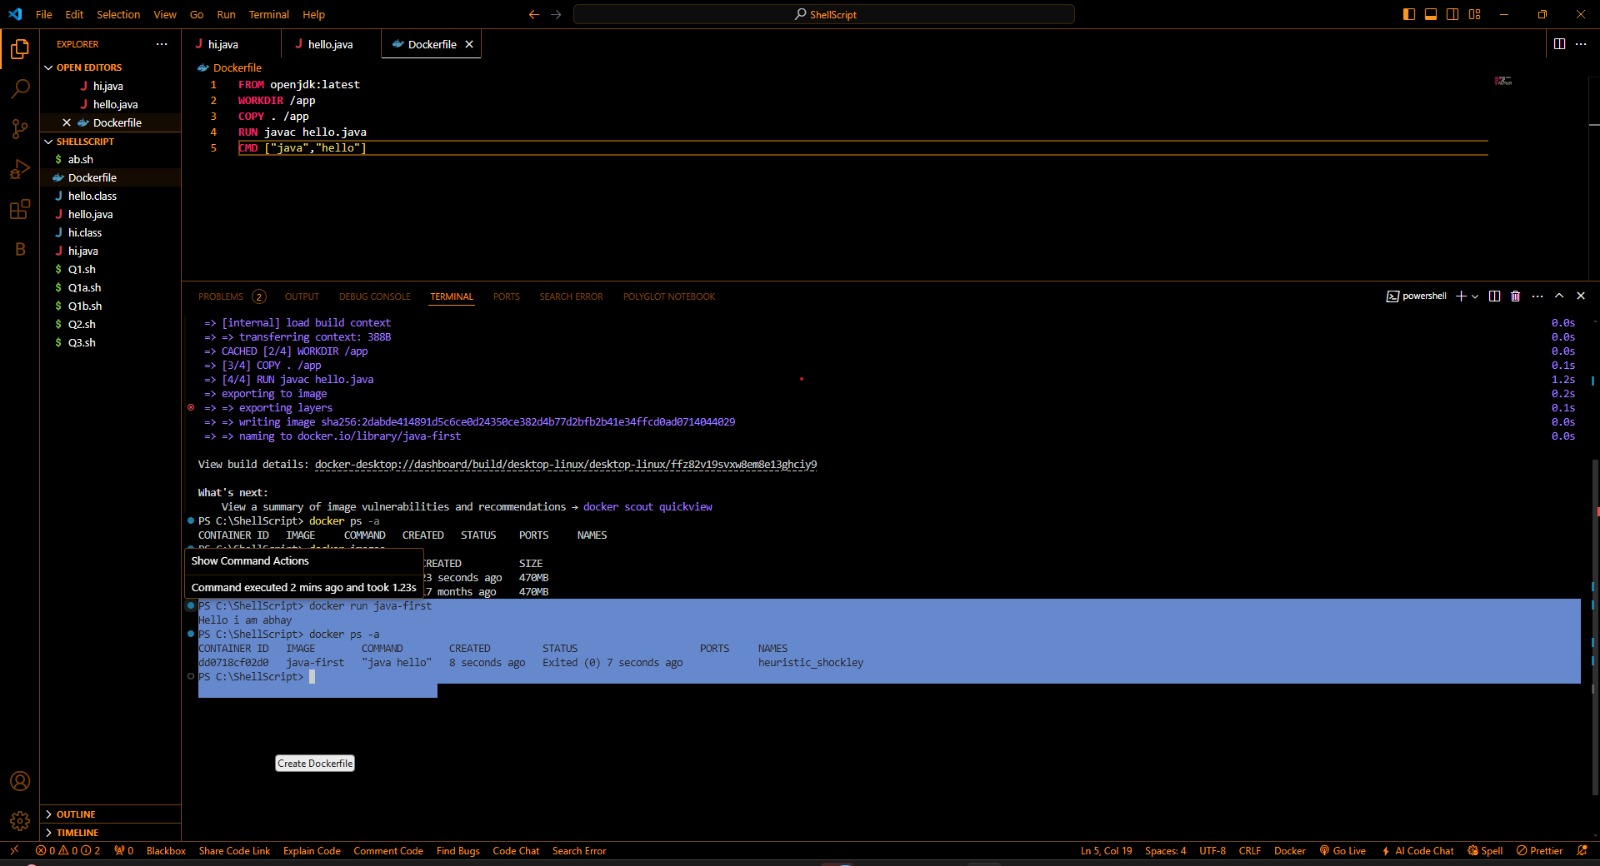 File Edit Selection View Go Run Terminal Help
ShellScript
EXPLORER
OPEN EDITORS
hi.java
hello.java
Dockerfile
SHELLSCRIPT
ab.sh
Dockerfile
hello.class
hello.java
hi.class
hi.java
Q1.sh
Q1a.sh
Q1b.sh
Q2.sh
Q3.sh
OUTLINE
TIMELINE
hi.java hello.java Dockerfile
Dockerfile
1 FROM openjdk:latest
2 WORKDIR /app
3 COPY . /app
4 RUN javac hello.java
5 CMD ["java","hello"]
PROBLEMS 2 OUTPUT DEBUG CONSOLE TERMINAL PORTS SEARCH ERROR POLYGLOT NOTEBOOK
powershell
=> [internal] load build context 0.0s
=> => transferring context: 388B 0.0s
=> CACHED [2/4] WORKDIR /app 0.0s
=> [3/4] COPY . /app 0.1s
=> [4/4] RUN javac hello.java 1.2s
=> exporting to image 0.2s
=> => exporting layers 0.1s
=> => writing image sha256:2dabde414891d5c6ce0d24350ce382d4b77d2bfb2b41e34ffcd0ad0714044029 0.0s
=> => naming to docker.io/library/java-first 0.0s
View build details: docker-desktop://dashboard/build/desktop-linux/desktop-linux/ffz82v19svxw8em8e13ghciy9
What's next:
View a summary of image vulnerabilities and recommendations → docker scout quickview
PS C:\ShellScript> docker ps -a
CONTAINER ID IMAGE COMMAND CREATED STATUS PORTS NAMES
Show Command Actions
Command executed 2 mins ago and took 1.23s
CREATED SIZE
23 seconds ago 470MB
months ago 470MB
PS C:\ShellScript> docker run java-first
Hello i am abhay
PS C:\ShellScript> docker ps -a
CONTAINER ID IMAGE COMMAND CREATED STATUS PORTS NAMES
dd0718cf02d0 java-first "java hello" 8 seconds ago Exited (0) 7 seconds ago heuristic_shockley
PS C:\ShellScript>
Create Dockerfile
0 0 2 0 Blackbox Share Code Link Explain Code Comment Code Find Bugs Code Chat Search Error
Ln 5, Col 19 Spaces: 4 UTF-8 CRLF Docker Go Live AI Code Chat Spell Prettier